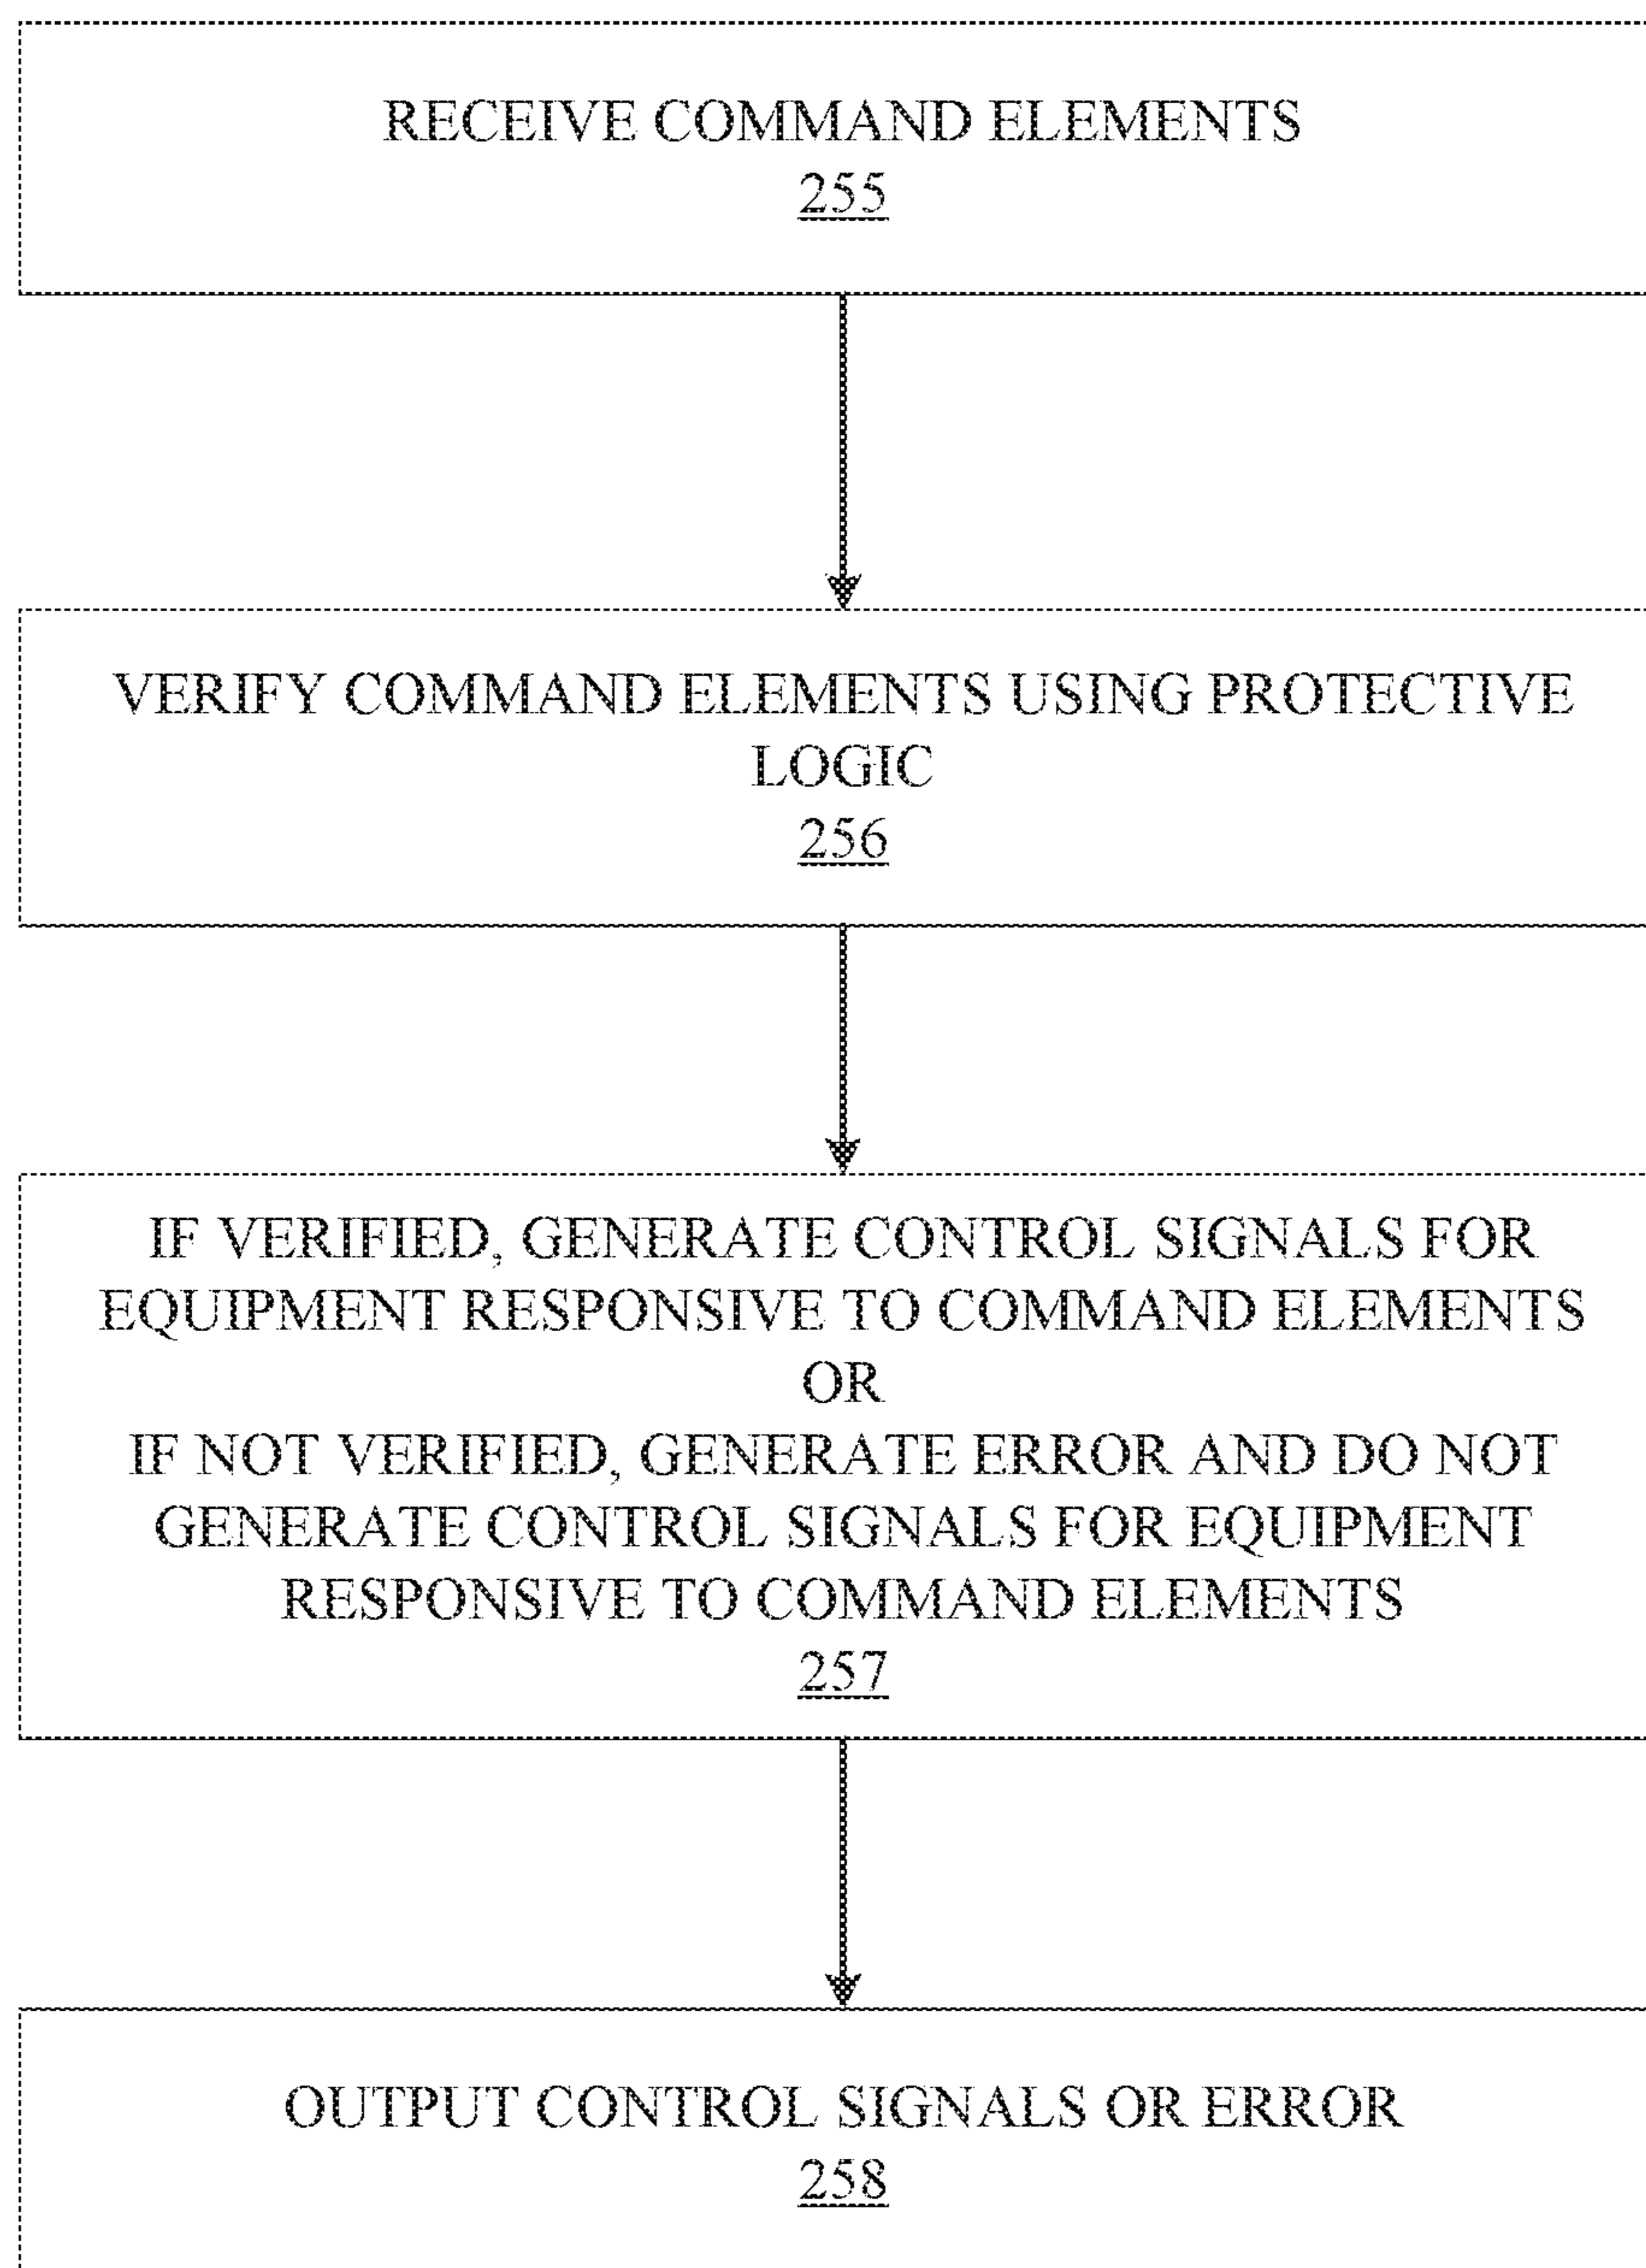 RECEIVE COMMAND ELEMENTS
255
VERIFY COMMAND ELEMENTS USING PROTECTIVE
LOGIC
256
IF VERIFIED, GENERATE CONTROL SIGNALS FOR
EQUIPMENT RESPONSIVE TO COMMAND ELEMENTS
OR
IF NOT VERIFIED, GENERATE ERROR AND DO NOT
GENERATE CONTROL SIGNALS FOR EQUIPMENT
RESPONSIVE TO COMMAND ELEMENTS
257
OUTPUT CONTROL SIGNALS OR ERROR
258